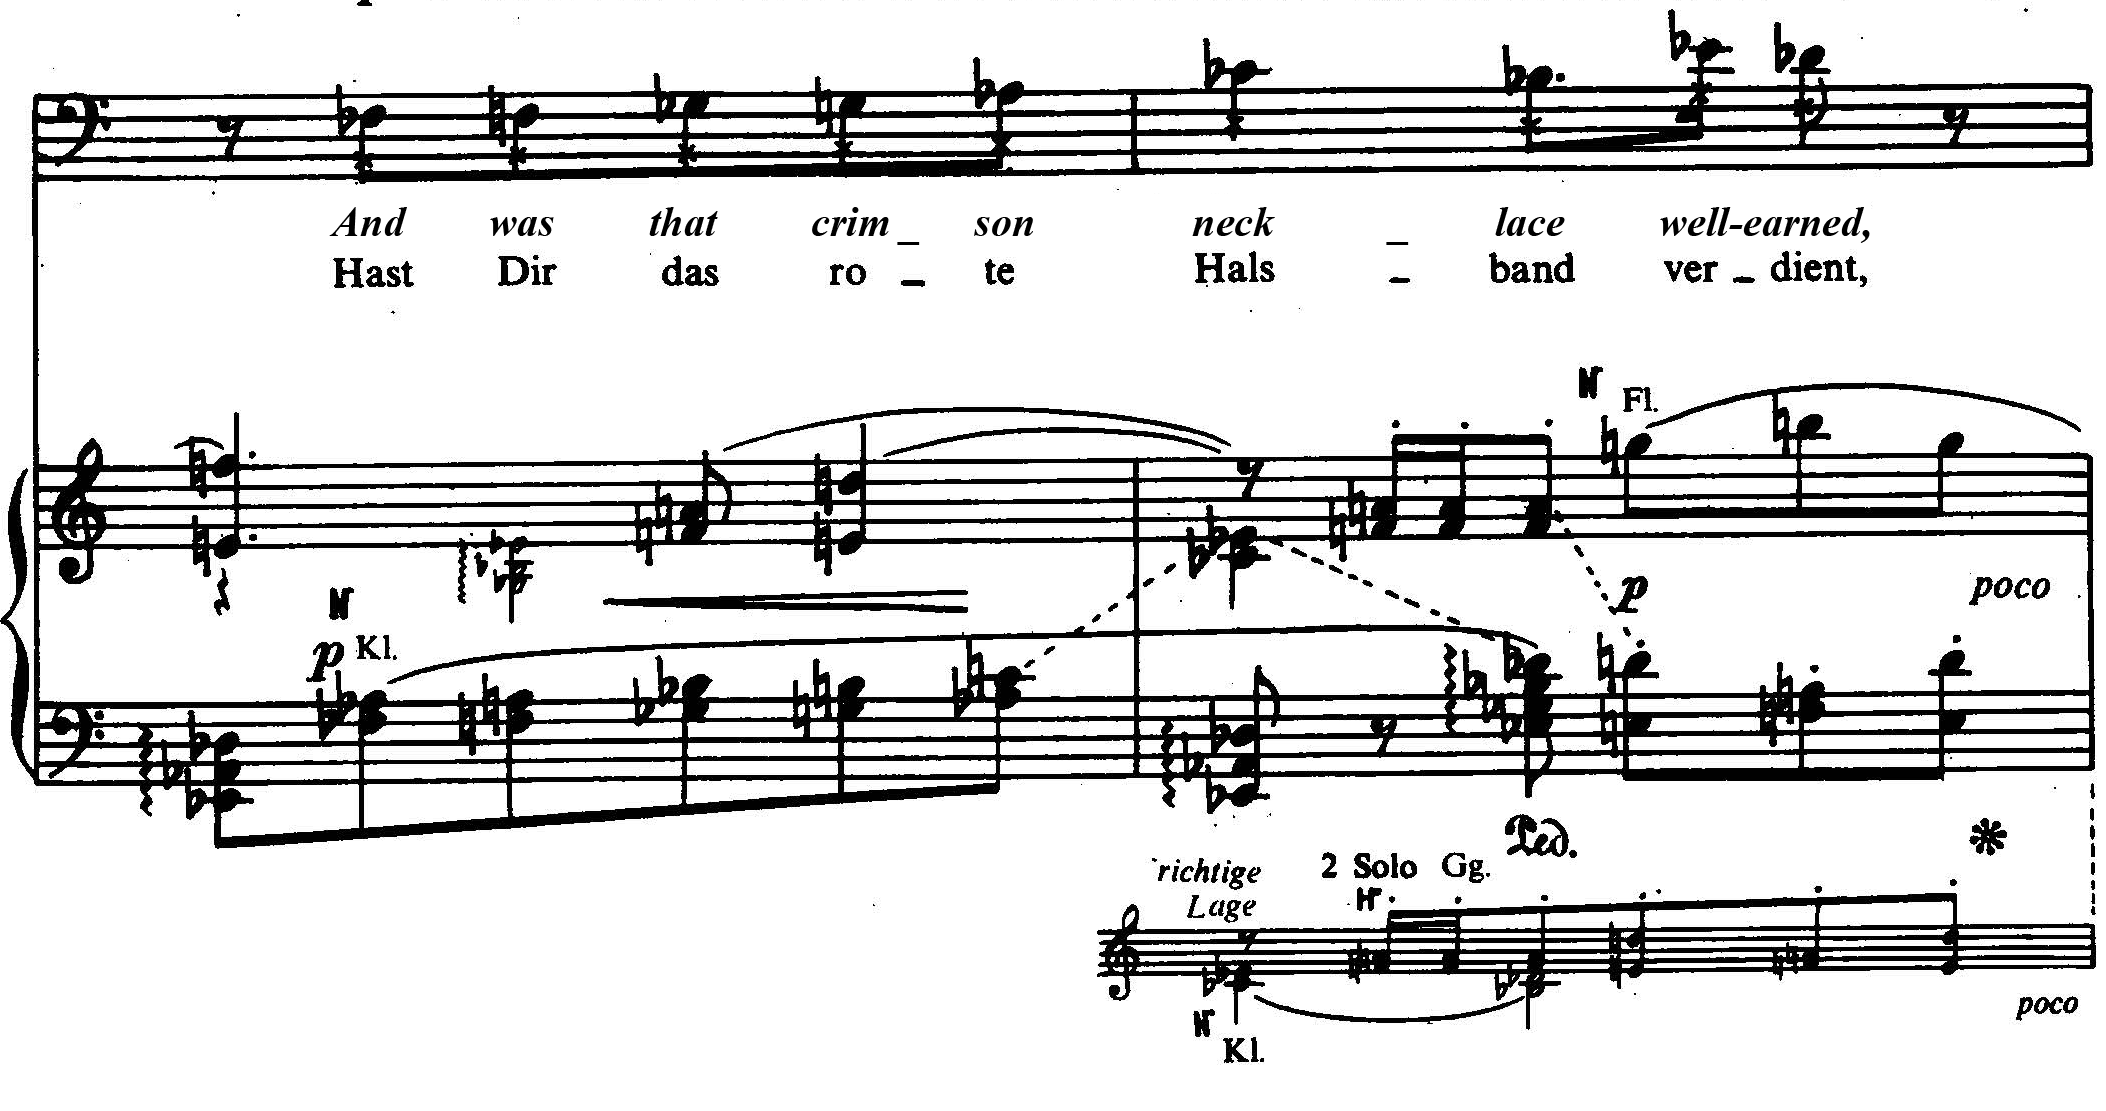 And was that crim _ son neck _ lace well-earned,
Hast Dir das ro _ te Hals _ band ver _ dient,
N Fl.
N p poco
p Kl.
Ped. *
richtige 2 Solo Gg.
Lage H
poco
N
Kl.